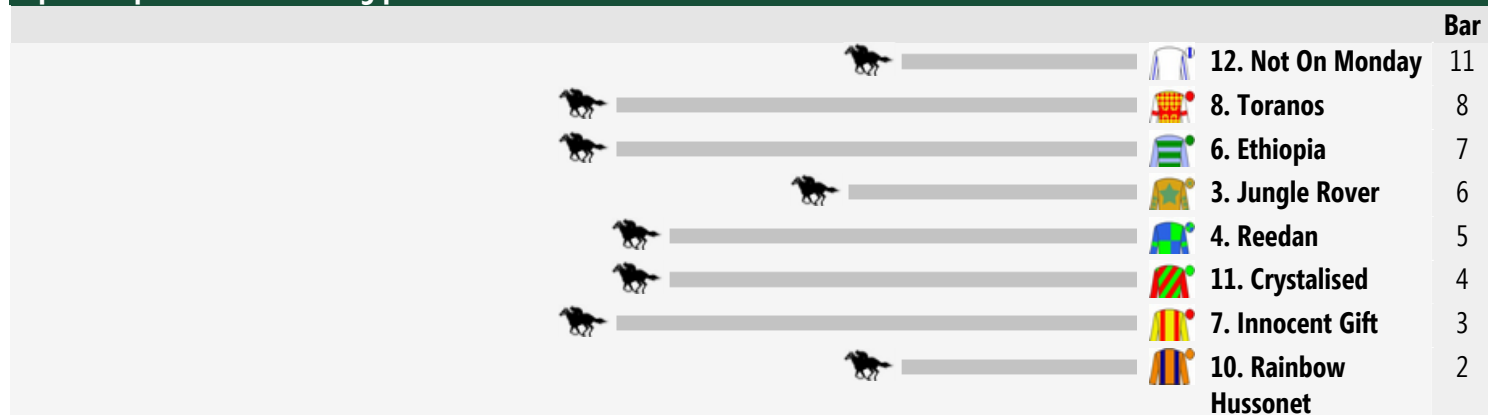 Bar
12. Not On Monday 11
8. Toranos 8
6. Ethiopia 7
3. Jungle Rover 6
4. Reedan 5
11. Crystalised 4
7. Innocent Gift 3
10. Rainbow 2
Hussonet